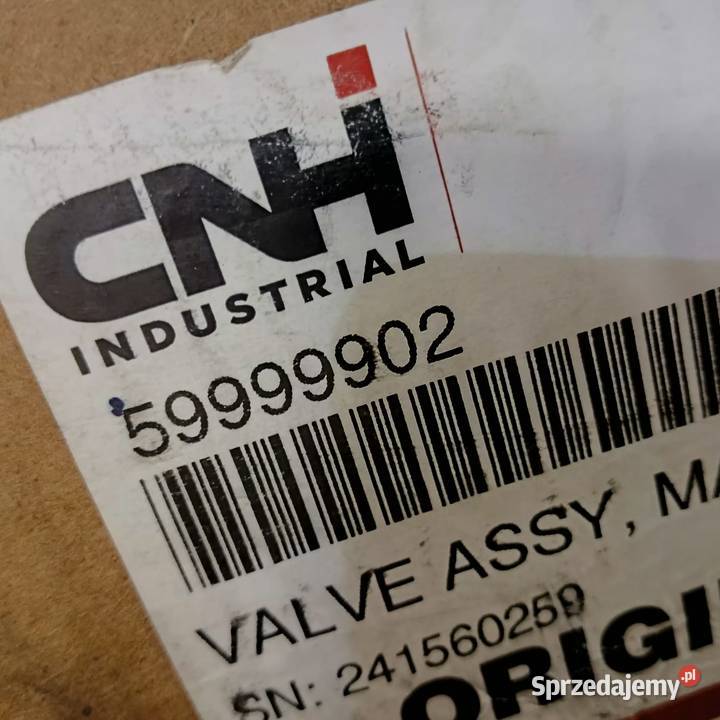 CNH
INDUSTRIAL
59999902
VALVE ASSY, MA
SN: 241560259
ORIGI
Sprzedajemy.pl